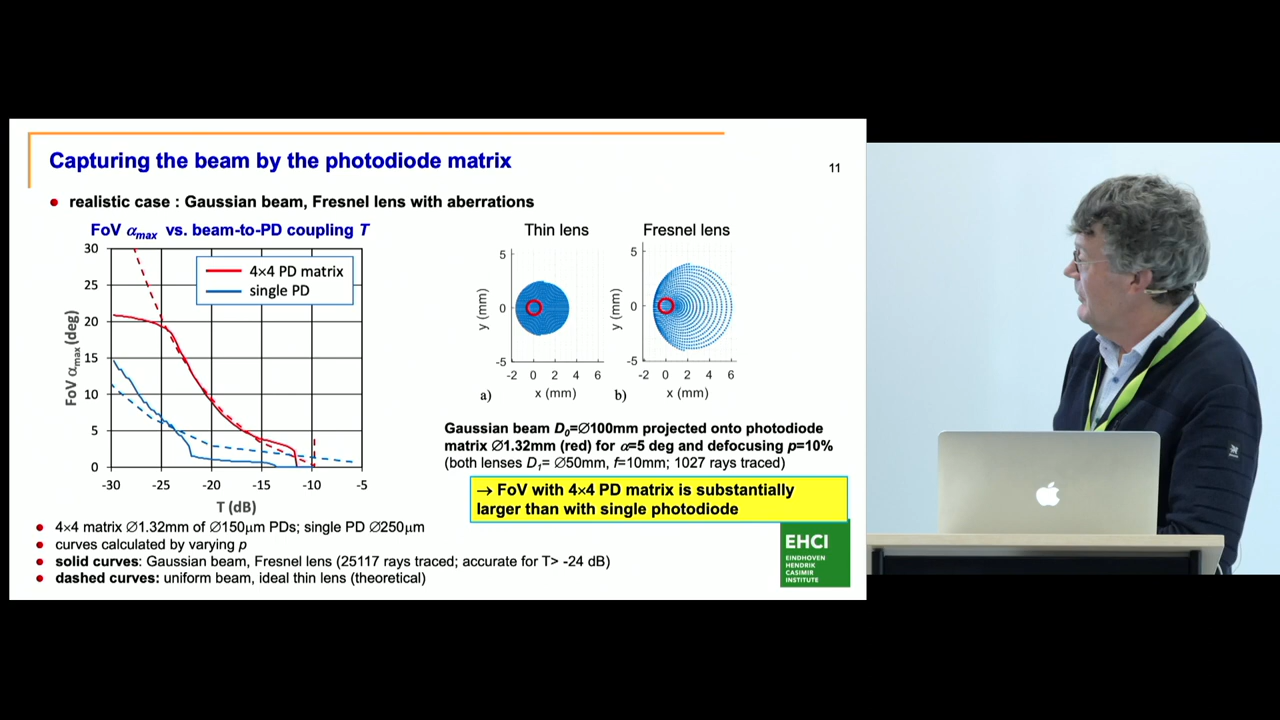 Capturing the beam by the photodiode matrix
11
realistic case : Gaussian beam, Fresnel lens with aberrations
FoV αmax vs. beam-to-PD coupling T
30
25
20
15
10
5
0
FoV αmax (deg)
4×4 PD matrix
single PD
-30 -25 -20 -15 -10 -5
T (dB)
Thin lens
5
0
-5
y (mm)
-2 0 2 4 6
a) x (mm)
Fresnel lens
5
0
-5
y (mm)
-2 0 2 4 6
b) x (mm)
Gaussian beam D0=∅100mm projected onto photodiode
matrix ∅1.32mm (red) for α=5 deg and defocusing p=10%
(both lenses D1= ∅50mm, f=10mm; 1027 rays traced)
→ FoV with 4×4 PD matrix is substantially
larger than with single photodiode
4×4 matrix ∅1.32mm of ∅150μm PDs; single PD ∅250μm
curves calculated by varying p
solid curves: Gaussian beam, Fresnel lens (25117 rays traced; accurate for T> -24 dB)
dashed curves: uniform beam, ideal thin lens (theoretical)
EHCI
EINDHOVEN
HENDRIK
CASIMIR
INSTITUTE